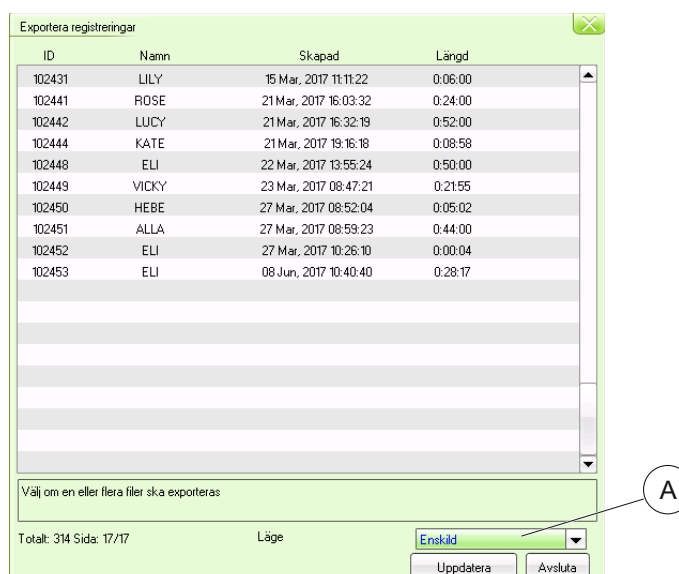 Exportera registreringar
ID Namn Skapad Längd
102431 LILY 15 Mar, 2017 11:11:22 0:06:00
102441 ROSE 21 Mar, 2017 16:03:32 0:24:00
102442 LUCY 21 Mar, 2017 16:32:19 0:52:00
102444 KATE 21 Mar, 2017 19:16:18 0:08:58
102448 ELI 22 Mar, 2017 13:55:24 0:50:00
102449 VICKY 23 Mar, 2017 08:47:21 0:21:55
102450 HEBE 27 Mar, 2017 08:52:04 0:05:02
102451 ALLA 27 Mar, 2017 08:59:23 0:44:00
102452 ELI 27 Mar, 2017 10:26:10 0:00:04
102453 ELI 08 Jun, 2017 10:40:40 0:28:17
Välj om en eller flera filer ska exporteras
A
Totalt: 314 Sida: 17/17 Läge Enskild
Uppdatera Avsluta